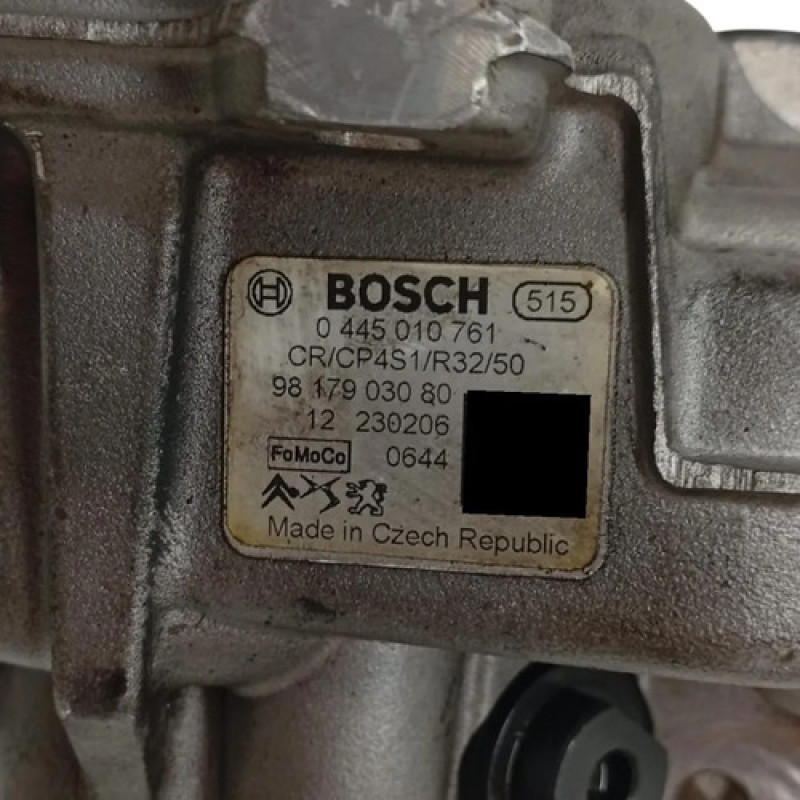 BOSCH 515
0 445 010 761
CR/CP4S1/R32/50
98 179 030 80
12 230206
FoMoCo 0644
Made in Czech Republic